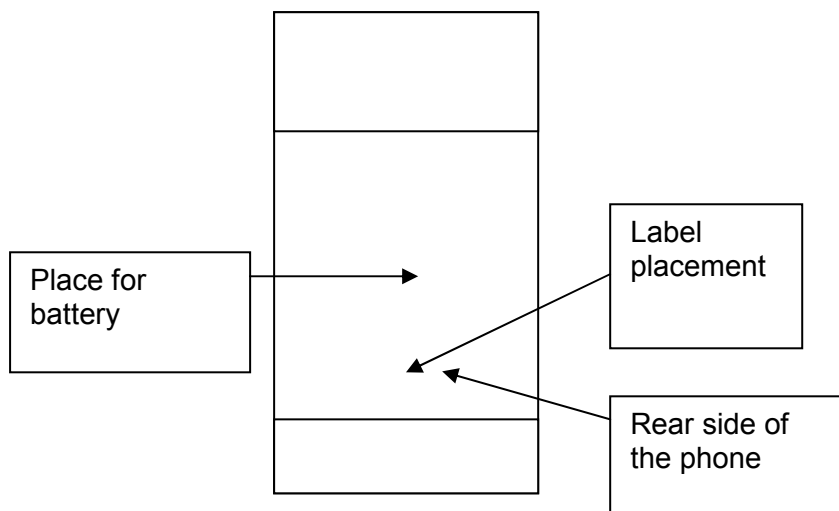 Place for
battery
Label
placement
Rear side of
the phone